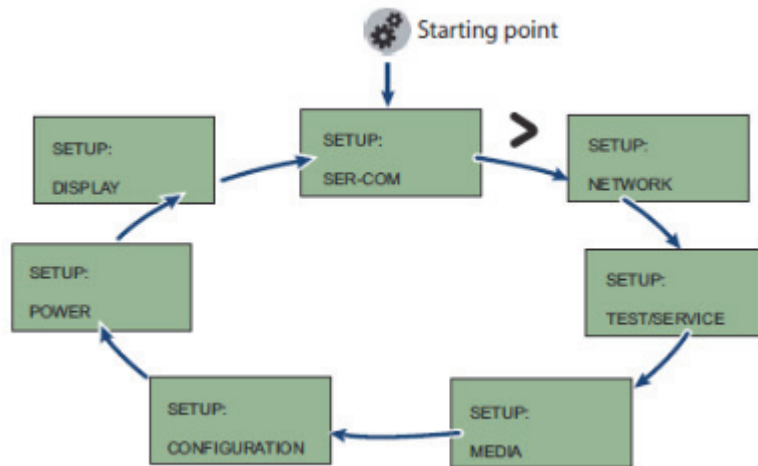 Starting point
SETUP:
SER-COM
>
SETUP:
NETWORK
SETUP:
TEST/SERVICE
SETUP:
MEDIA
SETUP:
CONFIGURATION
SETUP:
POWER
SETUP:
DISPLAY